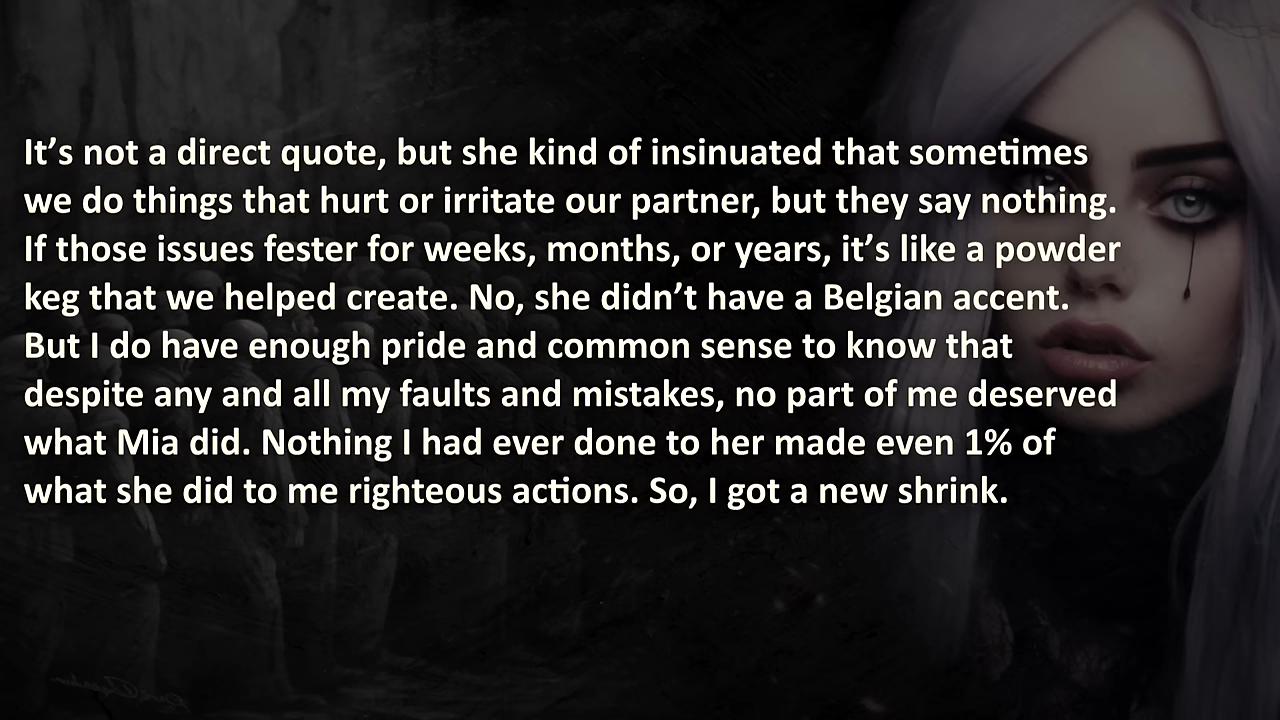 It’s not a direct quote, but she kind of insinuated that sometimes
we do things that hurt or irritate our partner, but they say nothing.
If those issues fester for weeks, months, or years, it’s like a powder
keg that we helped create. No, she didn’t have a Belgian accent.
But I do have enough pride and common sense to know that
despite any and all my faults and mistakes, no part of me deserved
what Mia did. Nothing I had ever done to her made even 1% of
what she did to me righteous actions. So, I got a new shrink.